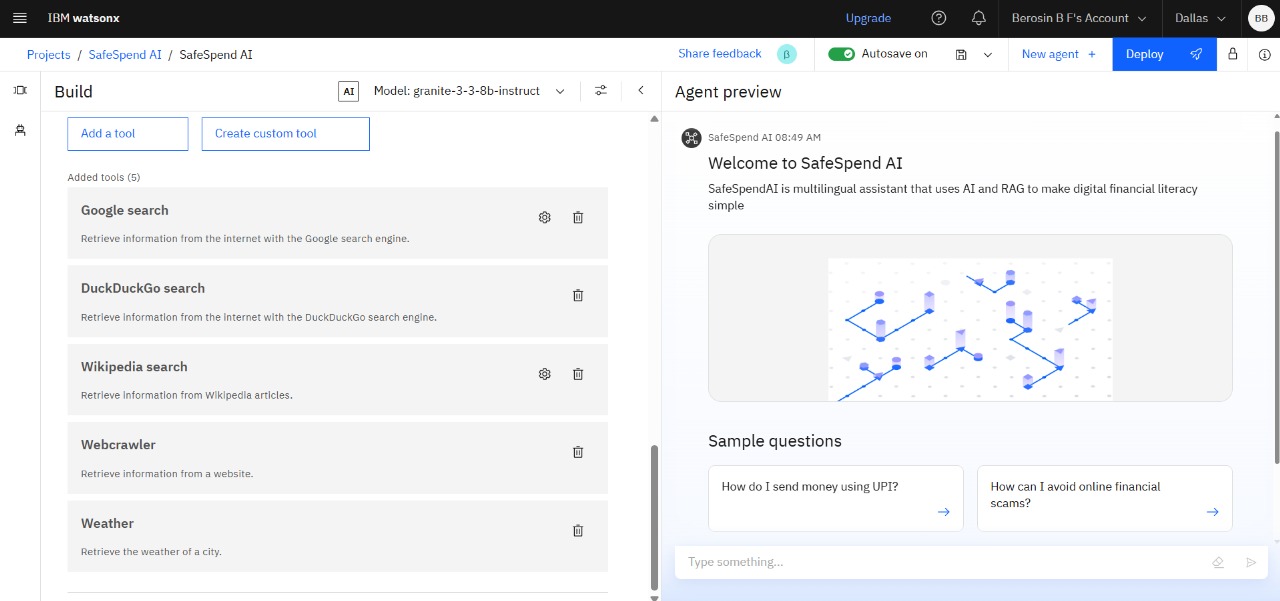 IBM watsonx
Upgrade
Berosin B F's Account
Dallas
BB
Projects / SafeSpend AI / SafeSpend AI
Share feedback
β
Autosave on
New agent +
Deploy
Build
AI
Model: granite-3-3-8b-instruct
Add a tool
Create custom tool
Added tools (5)
Google search
Retrieve information from the internet with the Google search engine.
DuckDuckGo search
Retrieve information from the internet with the DuckDuckGo search engine.
Wikipedia search
Retrieve information from Wikipedia articles.
Webcrawler
Retrieve information from a website.
Weather
Retrieve the weather of a city.
Agent preview
SafeSpend AI 08:49 AM
Welcome to SafeSpend AI
SafeSpendAI is multilingual assistant that uses AI and RAG to make digital financial literacy
simple
Sample questions
How do I send money using UPI?
How can I avoid online financial
scams?
Type something...